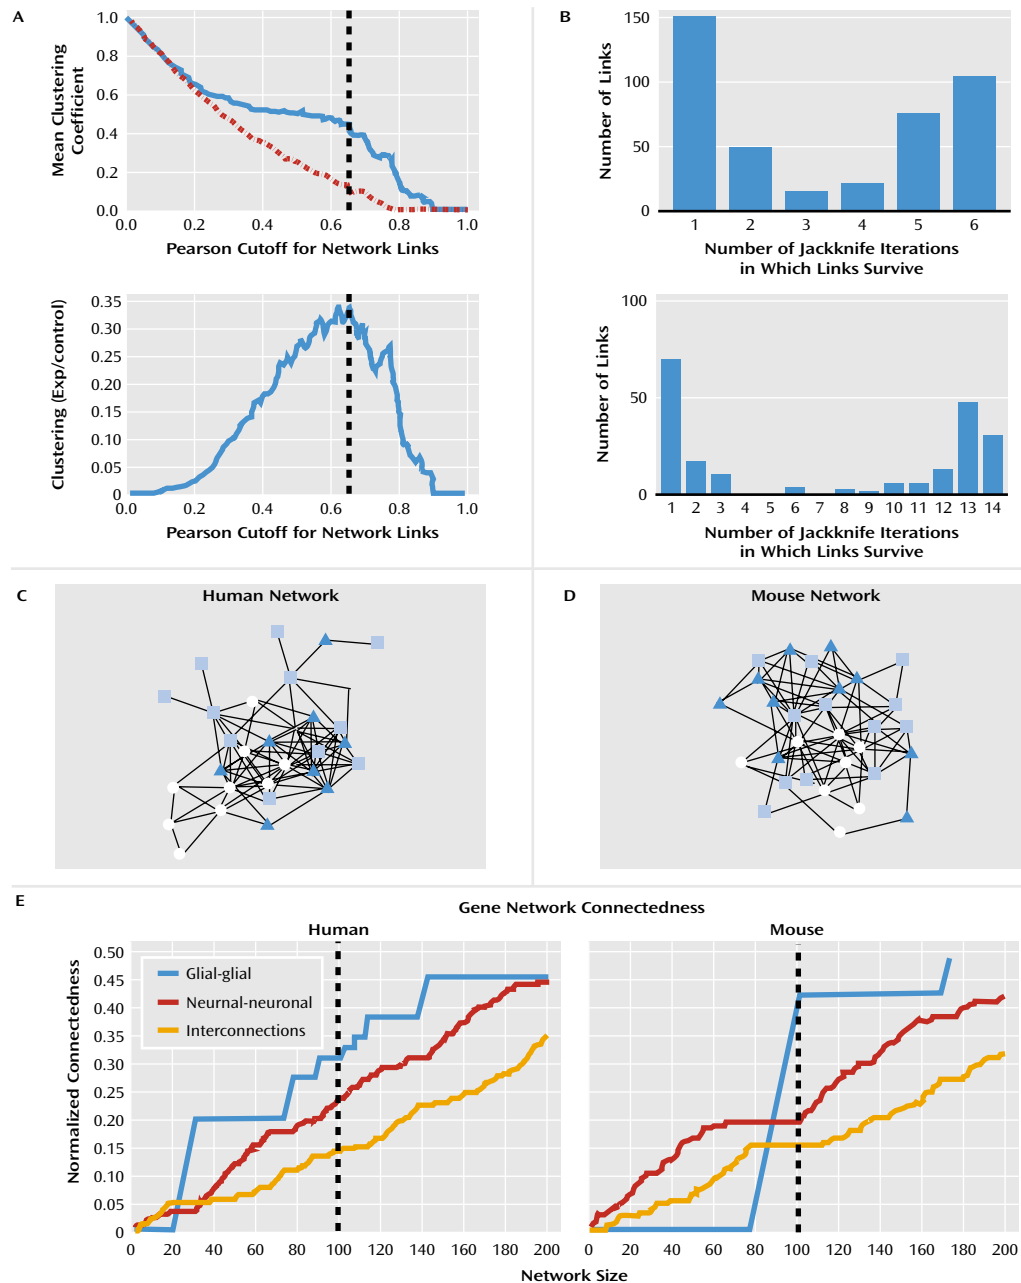 A
1.0
0.8
0.6
0.4
0.2
0.0
Mean Clustering
Coefficient
0.0 0.2 0.4 0.6 0.8 1.0
Pearson Cutoff for Network Links
0.35
0.30
0.25
0.20
0.15
0.10
0.05
0
Clustering (Exp/control)
0.0 0.2 0.4 0.6 0.8 1.0
Pearson Cutoff for Network Links
B
150
100
50
0
Number of Links
1 2 3 4 5 6
Number of Jackknife Iterations
in Which Links Survive
100
50
0
Number of Links
1 2 3 4 5 6 7 8 9 10 11 12 13 14
Number of Jackknife Iterations
in Which Links Survive
C
Human Network
D
Mouse Network
E
Gene Network Connectedness
Human
Mouse
0.50
0.45
0.40
0.35
0.30
0.25
0.20
0.15
0.10
0.05
0
Normalized Connectedness
Glial-glial
Neurnal-neuronal
Interconnections
0 20 40 60 80 100 120 140 160 180 200
0 20 40 60 80 100 120 140 160 180 200
Network Size